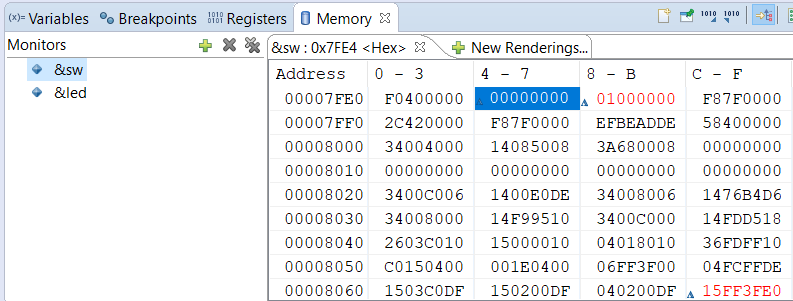 (x)= Variables Breakpoints Registers Memory
Monitors
&sw
&led
&sw : 0x7FE4 <Hex> New Renderings...
Address 0 - 3 4 - 7 8 - B C - F
00007FE0 F0400000 00000000 01000000 F87F0000
00007FF0 2C420000 F87F0000 EFBEADDE 58400000
00008000 34004000 14085008 3A680008 00000000
00008010 00000000 00000000 00000000 00000000
00008020 3400C006 1400E0DE 34008006 1476B4D6
00008030 34008000 14F99510 3400C000 14FDD518
00008040 2603C010 15000010 04018010 36FDFF10
00008050 C0150400 001E0400 06FF3F00 04FCFFDE
00008060 1503C0DF 150200DF 040200DF 15FF3FE0